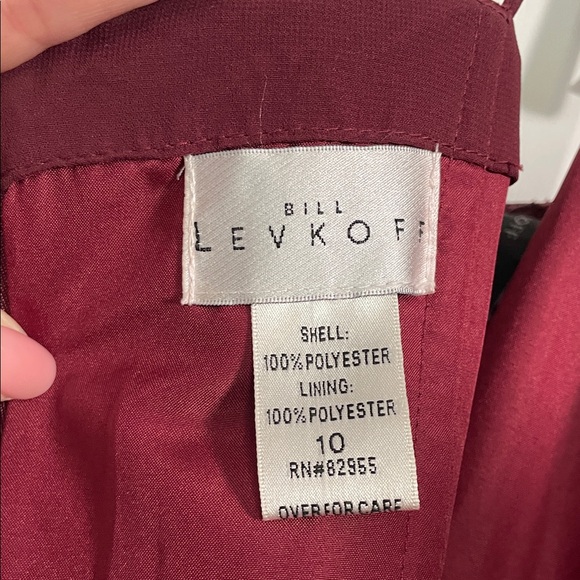 BILL
LEVKOFF
SHELL:
100% POLYESTER
LINING:
100% POLYESTER
10
RN#82955
OVER FOR CARE